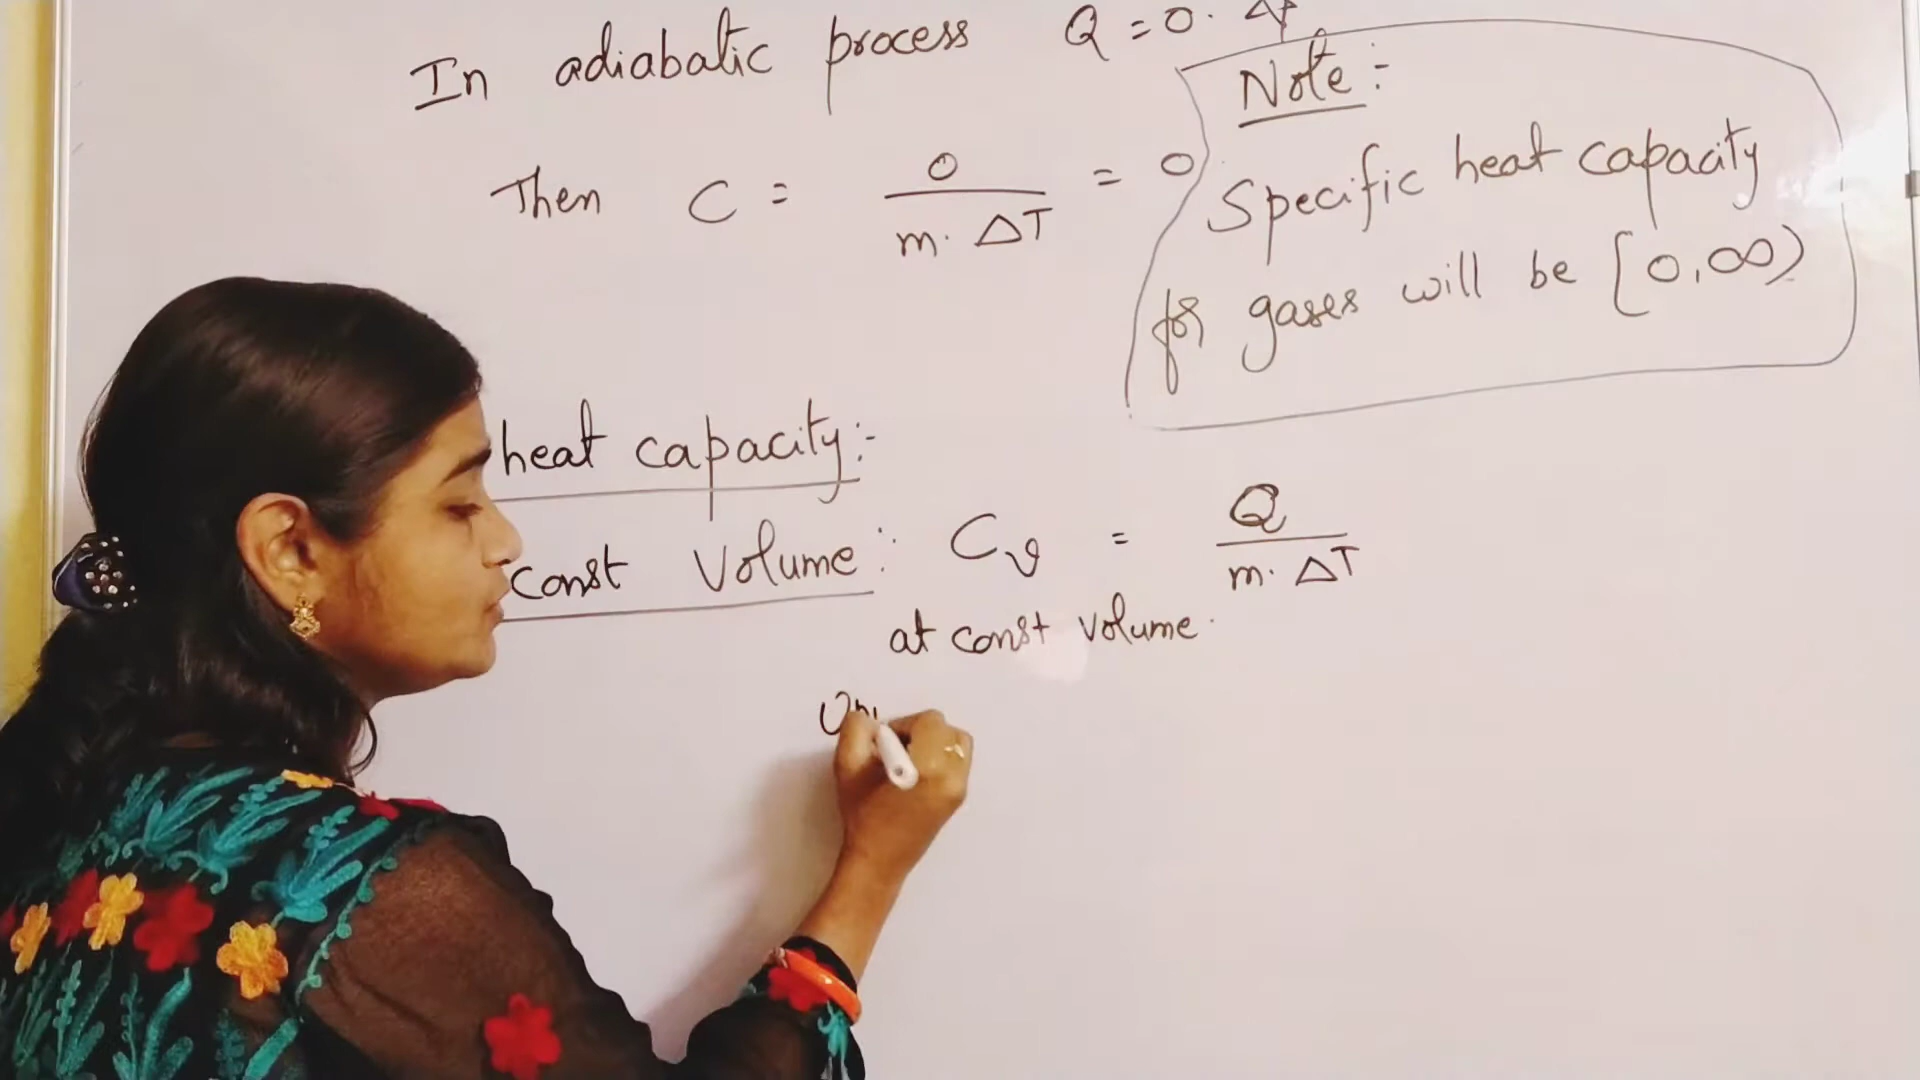 In adiabatic process Q = 0.
Then C = 0 / m. ΔT = 0
Note:-
Specific heat capacity
for gases will be [0,∞)
heat capacity:-
const Volume: Cv = Q / m. ΔT
at const volume.